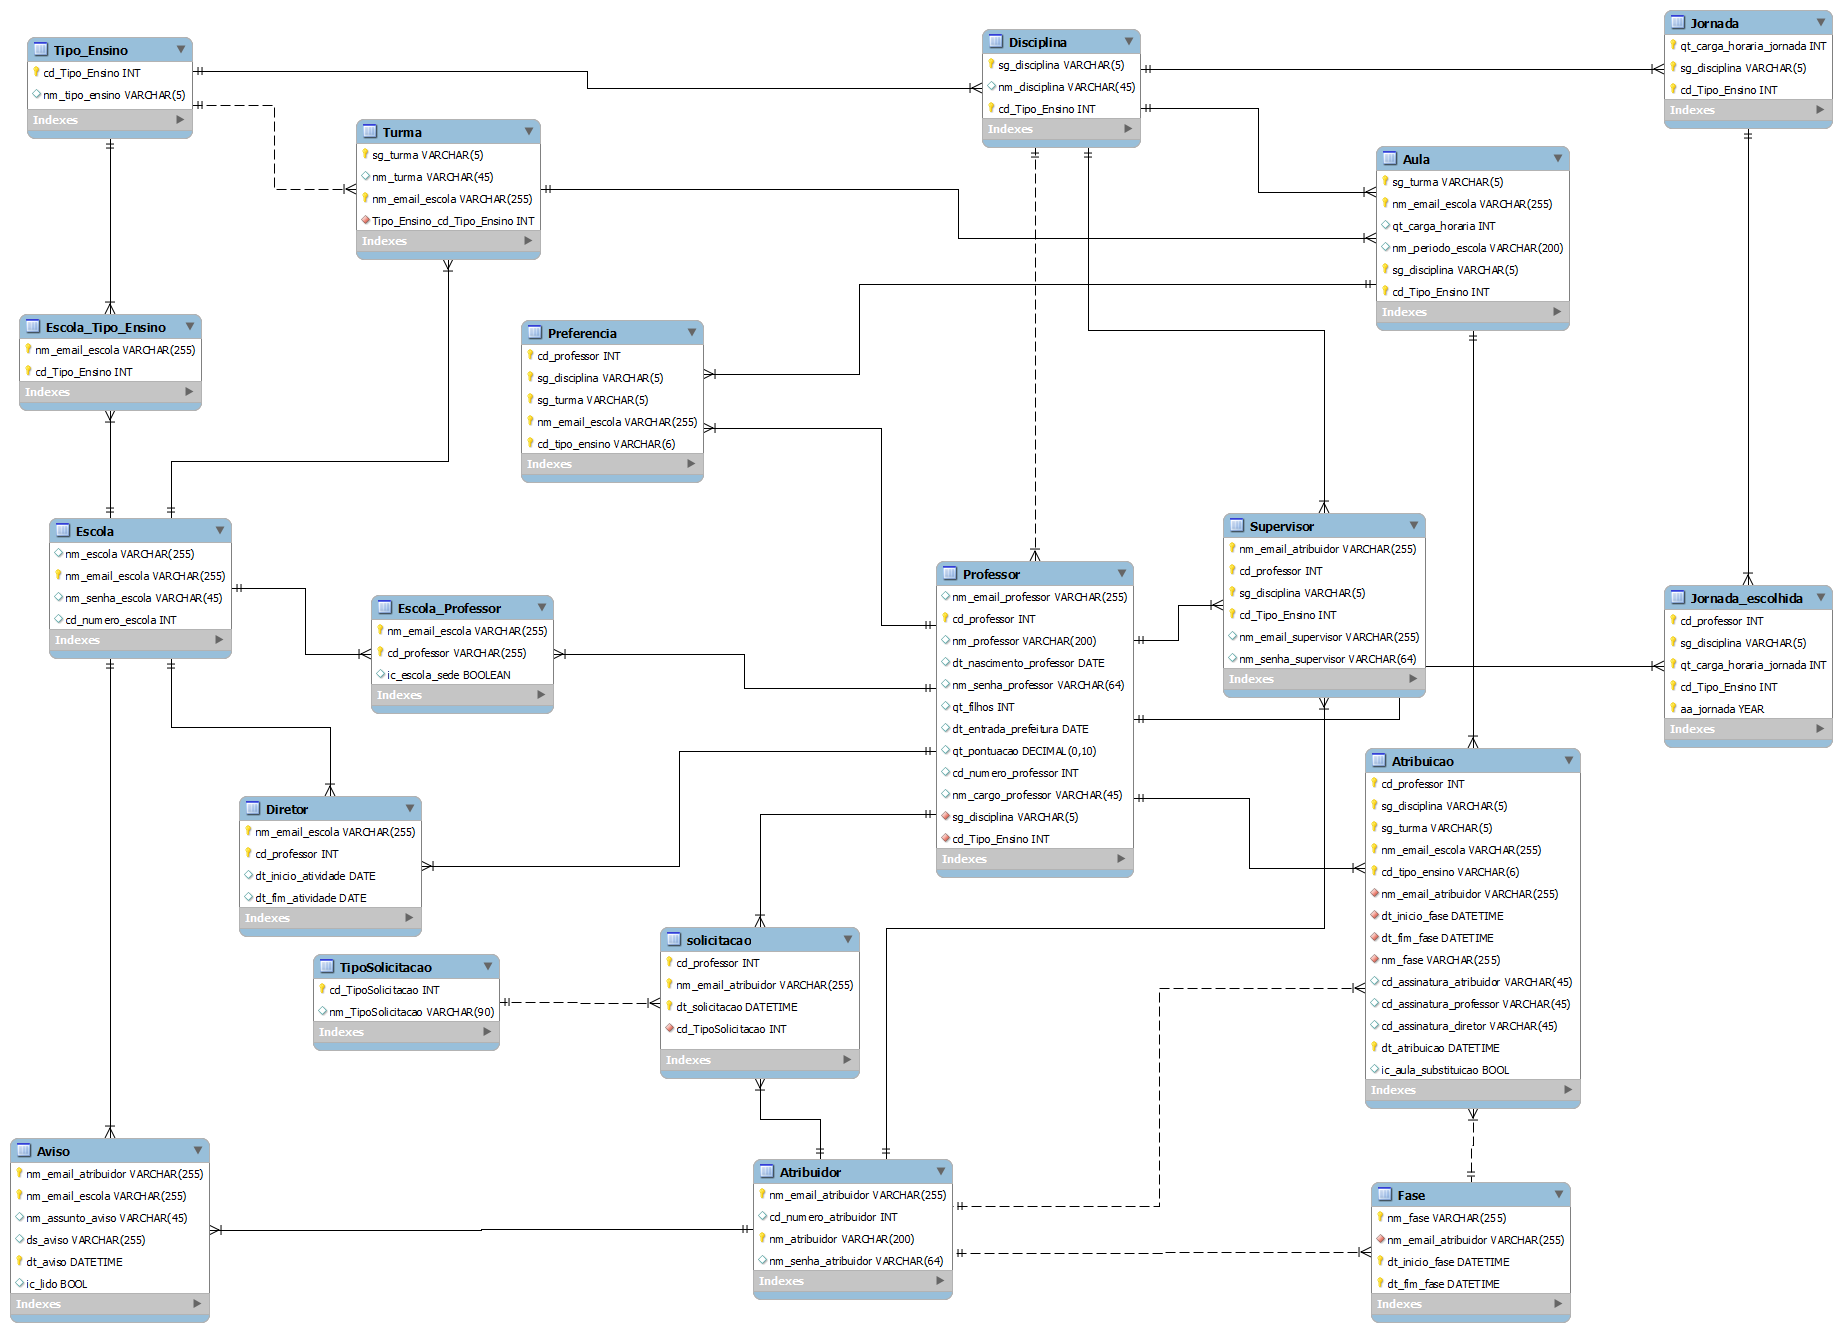 Tipo_Ensino
cd_Tipo_Ensino INT
nm_tipo_ensino VARCHAR(5)
Indexes
Turma
sg_turma VARCHAR(5)
nm_turma VARCHAR(45)
nm_email_escola VARCHAR(255)
Tipo_Ensino_cd_Tipo_Ensino INT
Indexes
Disciplina
sg_disciplina VARCHAR(5)
nm_disciplina VARCHAR(45)
cd_Tipo_Ensino INT
Indexes
Jornada
qt_carga_horaria_jornada INT
sg_disciplina VARCHAR(5)
cd_Tipo_Ensino INT
Indexes
Aula
sg_turma VARCHAR(5)
nm_email_escola VARCHAR(255)
qt_carga_horaria INT
nm_periodo_escola VARCHAR(200)
sg_disciplina VARCHAR(5)
cd_Tipo_Ensino INT
Indexes
Escola_Tipo_Ensino
nm_email_escola VARCHAR(255)
cd_Tipo_Ensino INT
Indexes
Preferencia
cd_professor INT
sg_disciplina VARCHAR(5)
sg_turma VARCHAR(5)
nm_email_escola VARCHAR(255)
cd_tipo_ensino VARCHAR(6)
Indexes
Escola
nm_escola VARCHAR(255)
nm_email_escola VARCHAR(255)
nm_senha_escola VARCHAR(45)
cd_numero_escola INT
Indexes
Escola_Professor
nm_email_escola VARCHAR(255)
cd_professor VARCHAR(255)
ic_escola_sede BOOLEAN
Indexes
Professor
nm_email_professor VARCHAR(255)
cd_professor INT
nm_professor VARCHAR(200)
dt_nascimento_professor DATE
nm_senha_professor VARCHAR(64)
qt_filhos INT
dt_entrada_prefeitura DATE
qt_pontuacao DECIMAL(0,10)
cd_numero_professor INT
nm_cargo_professor VARCHAR(45)
sg_disciplina VARCHAR(5)
cd_Tipo_Ensino INT
Indexes
Supervisor
nm_email_atribuidor VARCHAR(255)
cd_professor INT
sg_disciplina VARCHAR(5)
cd_Tipo_Ensino INT
nm_email_supervisor VARCHAR(255)
nm_senha_supervisor VARCHAR(64)
Indexes
Jornada_escolhida
cd_professor INT
sg_disciplina VARCHAR(5)
qt_carga_horaria_jornada INT
cd_Tipo_Ensino INT
aa_jornada YEAR
Indexes
Diretor
nm_email_escola VARCHAR(255)
cd_professor INT
dt_inicio_atividade DATE
dt_fim_atividade DATE
Indexes
Atribuicao
cd_professor INT
sg_disciplina VARCHAR(5)
sg_turma VARCHAR(5)
nm_email_escola VARCHAR(255)
cd_tipo_ensino VARCHAR(6)
nm_email_atribuidor VARCHAR(255)
dt_inicio_fase DATETIME
dt_fim_fase DATETIME
nm_fase VARCHAR(255)
cd_assinatura_atribuidor VARCHAR(45)
cd_assinatura_professor VARCHAR(45)
cd_assinatura_diretor VARCHAR(45)
dt_atribuicao DATETIME
ic_aula_substituicao BOOL
Indexes
TipoSolicitacao
cd_TipoSolicitacao INT
nm_TipoSolicitacao VARCHAR(90)
Indexes
solicitacao
cd_professor INT
nm_email_atribuidor VARCHAR(255)
dt_solicitacao DATETIME
cd_TipoSolicitacao INT
Indexes
Aviso
nm_email_atribuidor VARCHAR(255)
nm_email_escola VARCHAR(255)
nm_assunto_aviso VARCHAR(45)
ds_aviso VARCHAR(255)
dt_aviso DATETIME
ic_lido BOOL
Indexes
Atribuidor
nm_email_atribuidor VARCHAR(255)
cd_numero_atribuidor INT
nm_atribuidor VARCHAR(200)
nm_senha_atribuidor VARCHAR(64)
Indexes
Fase
nm_fase VARCHAR(255)
nm_email_atribuidor VARCHAR(255)
dt_inicio_fase DATETIME
dt_fim_fase DATETIME
Indexes